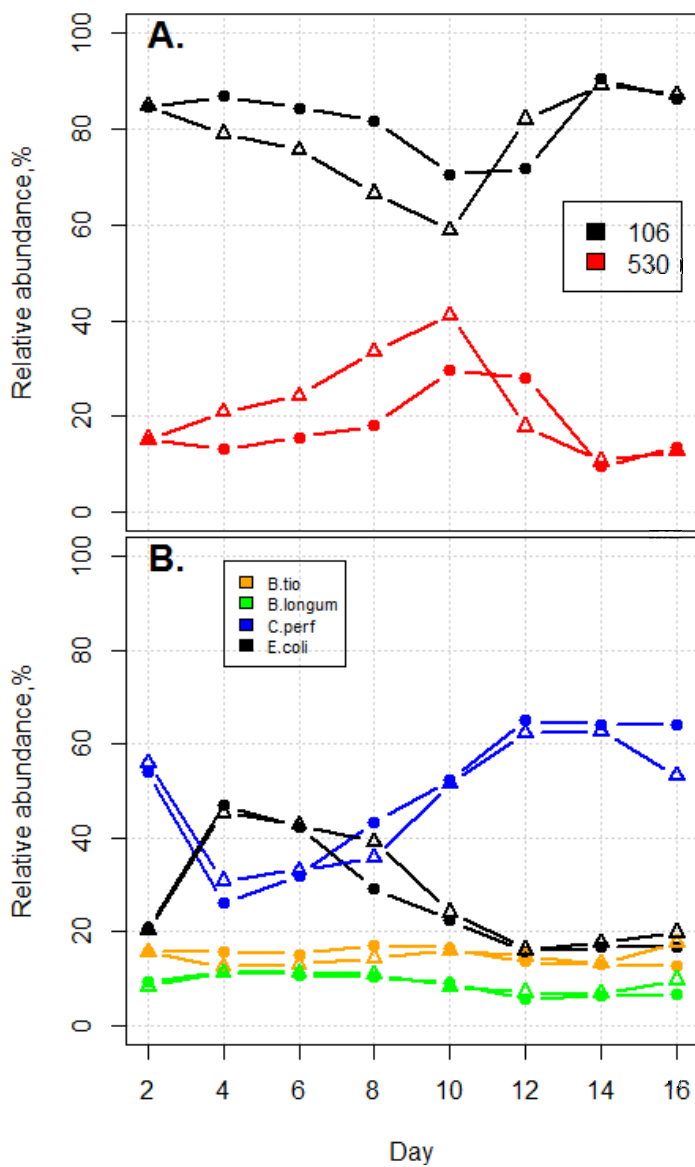 A.
100
80
60
40
20
0
Relative abundance,%
106
530
B.
100
80
60
40
20
0
Relative abundance,%
B.tio
B.longum
C.perf
E.coli
2 4 6 8 10 12 14 16
Day